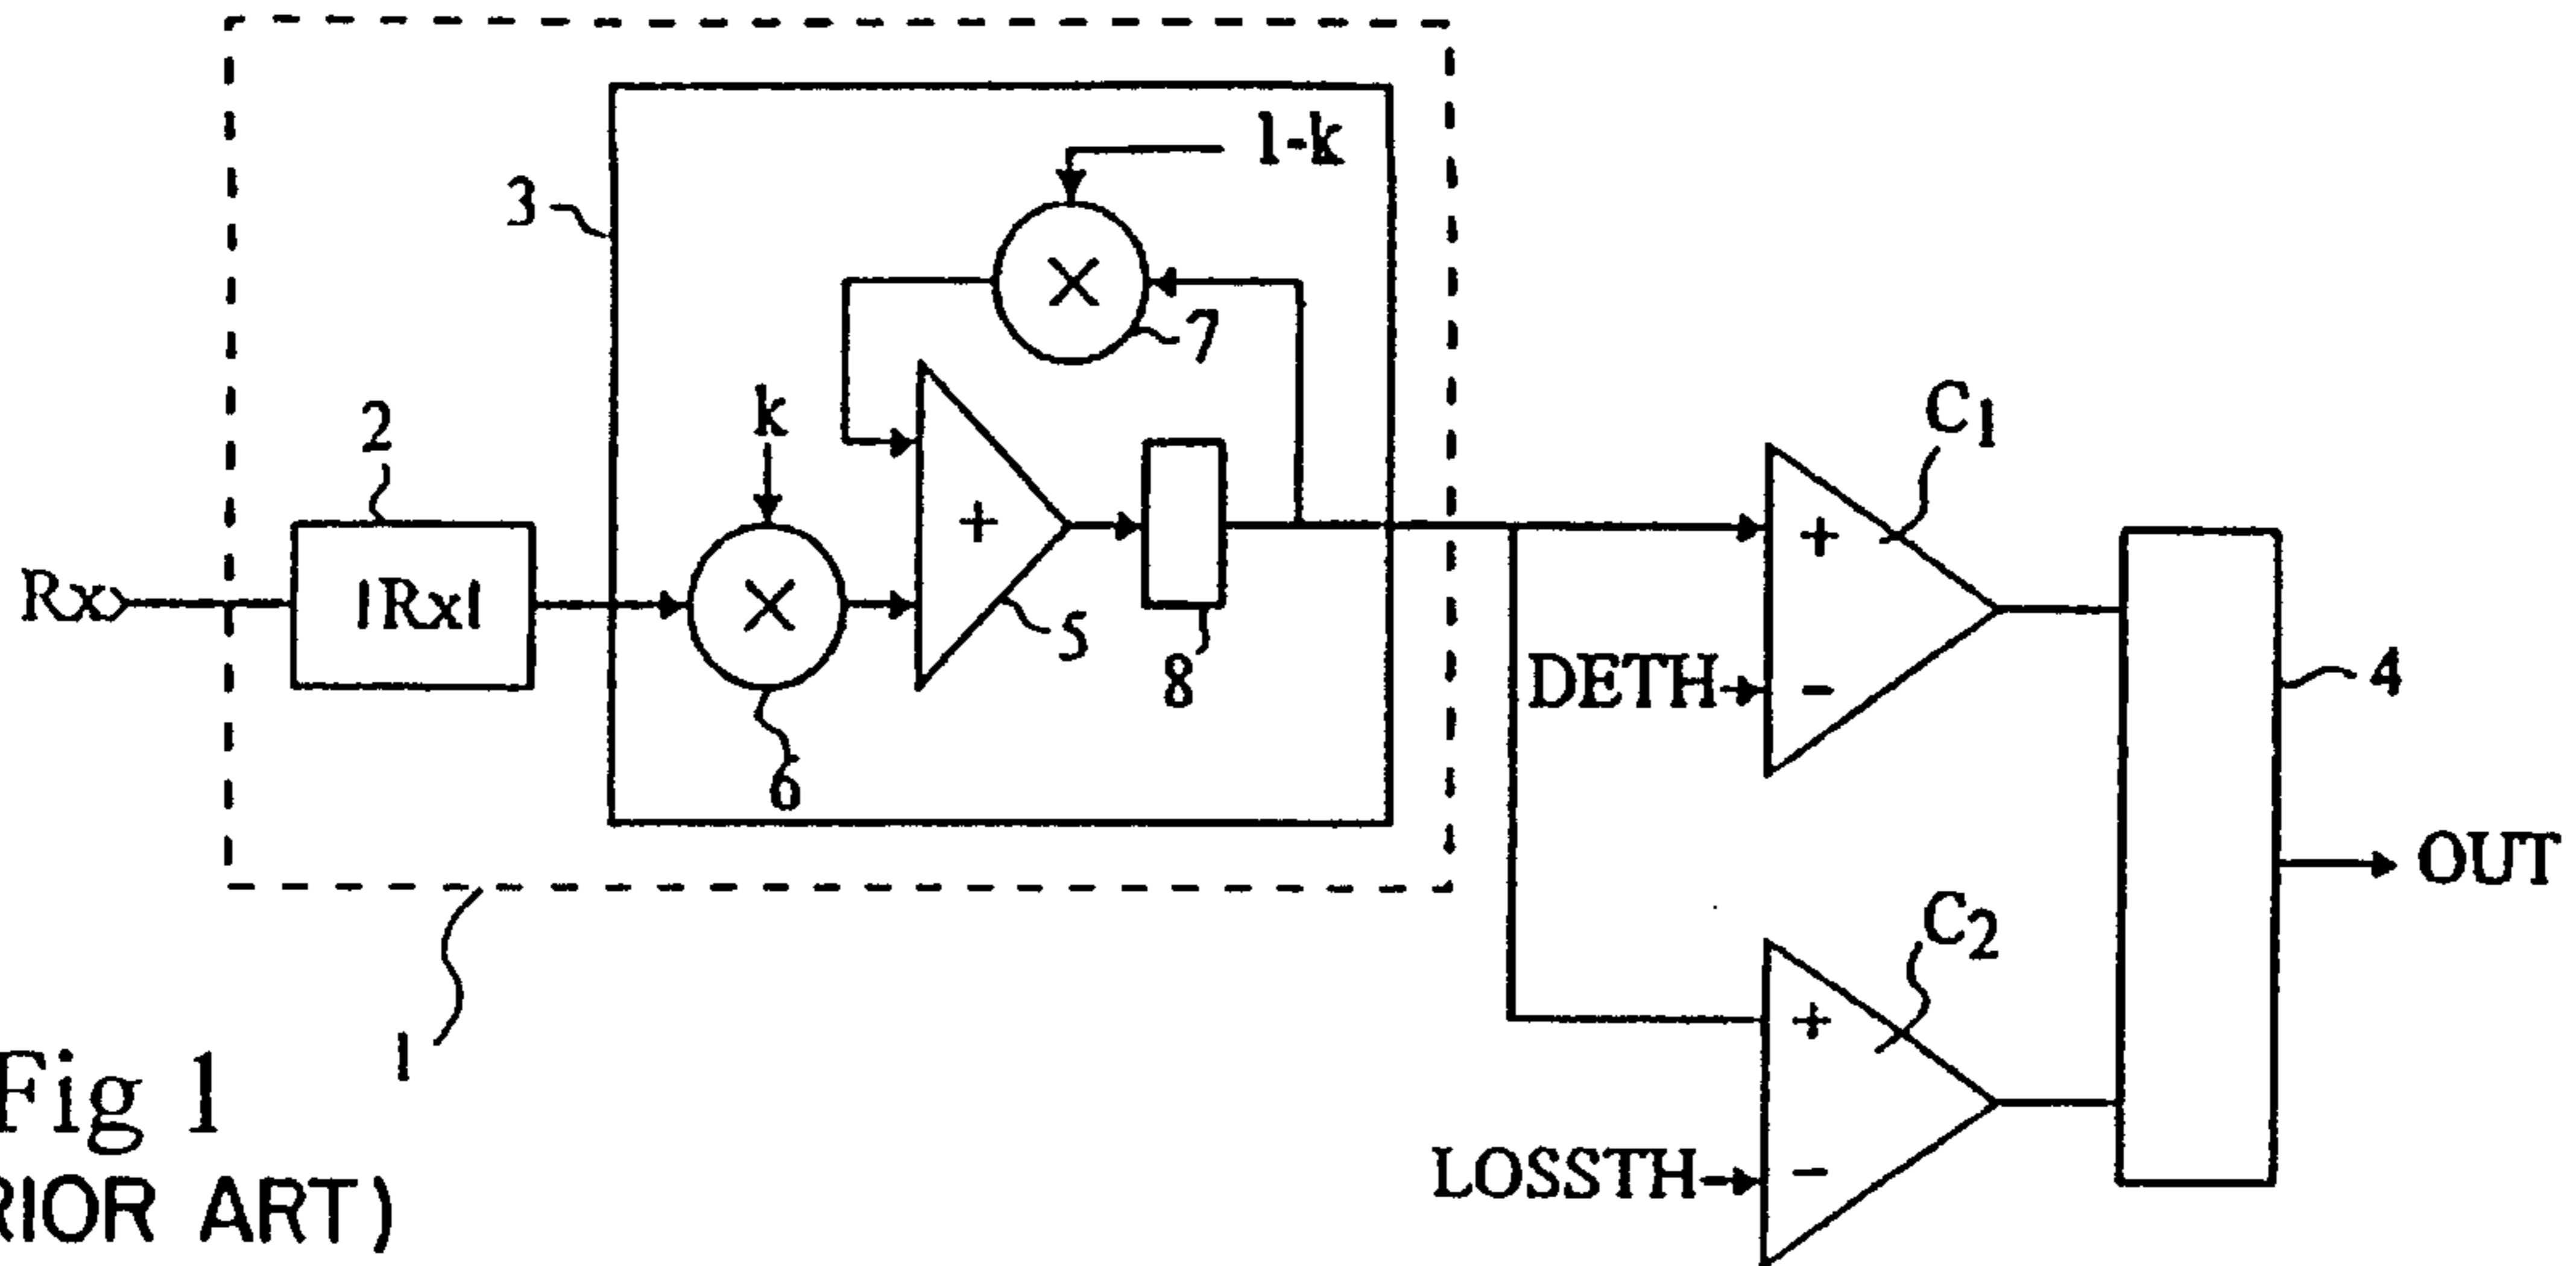 1-k
3
7
k
2
C1
Rx
|Rx|
×
×
+
5
8
6
+
DETH
−
4
OUT
C2
+
1
LOSSTH
−
Fig 1
RIOR ART)